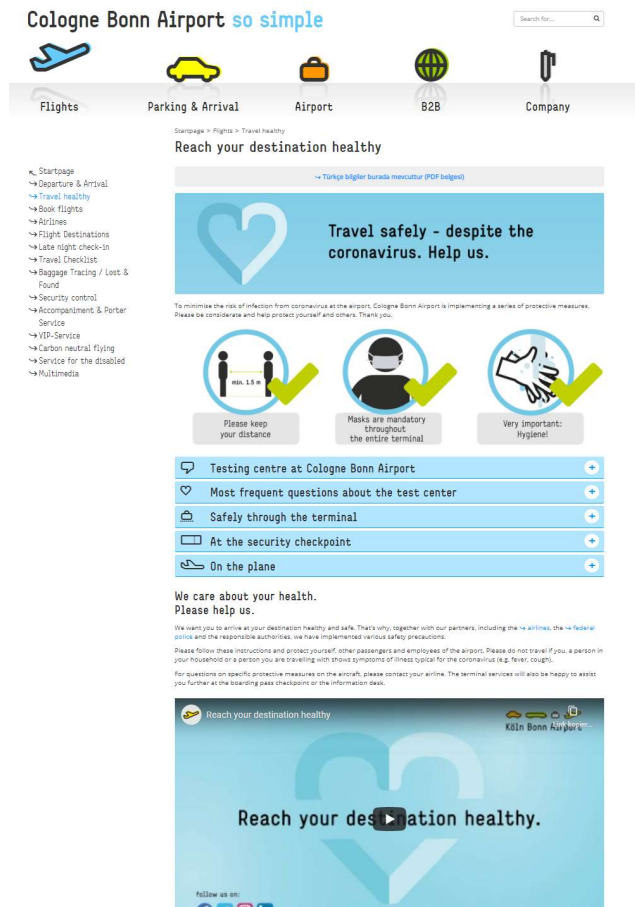 Cologne Bonn Airport so simple
Search for...
Flights
Parking & Arrival
Airport
B2B
Company
Startpage > Flights > Travel healthy
Reach your destination healthy
Startpage
Departure & Arrival
Travel healthy
Book flights
Airlines
Flight Destinations
Late night check-in
Travel Checklist
Baggage Tracing / Lost &
Found
Security control
Accompaniment & Porter
Service
VIP-Service
Carbon neutral flying
Service for the disabled
Multimedia
Türkçe bilgiler burada mevcuttur (PDF belgesi)
Travel safely - despite the
coronavirus. Help us.
To minimise the risk of infection from coronavirus at the airport, Cologne Bonn Airport is implementing a series of protective measures.
Please be considerate and help protect yourself and others. Thank you.
min. 1.5 m
Please keep
your distance
Masks are mandatory
throughout
the entire terminal
Very important:
Hygiene!
Testing centre at Cologne Bonn Airport
Most frequent questions about the test center
Safely through the terminal
At the security checkpoint
On the plane
We care about your health.
Please help us.
We want you to arrive at your destination healthy and safe. That's why, together with our partners, including the airlines, the federal
police and the responsible authorities, we have implemented various safety precautions.
Please follow these instructions and protect yourself, other passengers and employees of the airport. Please do not travel if you, a person in
your household or a person you are travelling with shows symptoms of illness typical for the coronavirus (e.g. fever, cough).
For questions on specific protective measures on the aircraft, please contact your airline. The terminal services will also be happy to assist
you further at the boarding pass checkpoint or the information desk.
Reach your destination healthy
Link kopier...
Köln Bonn Airport
Reach your destination healthy.
follow us on: